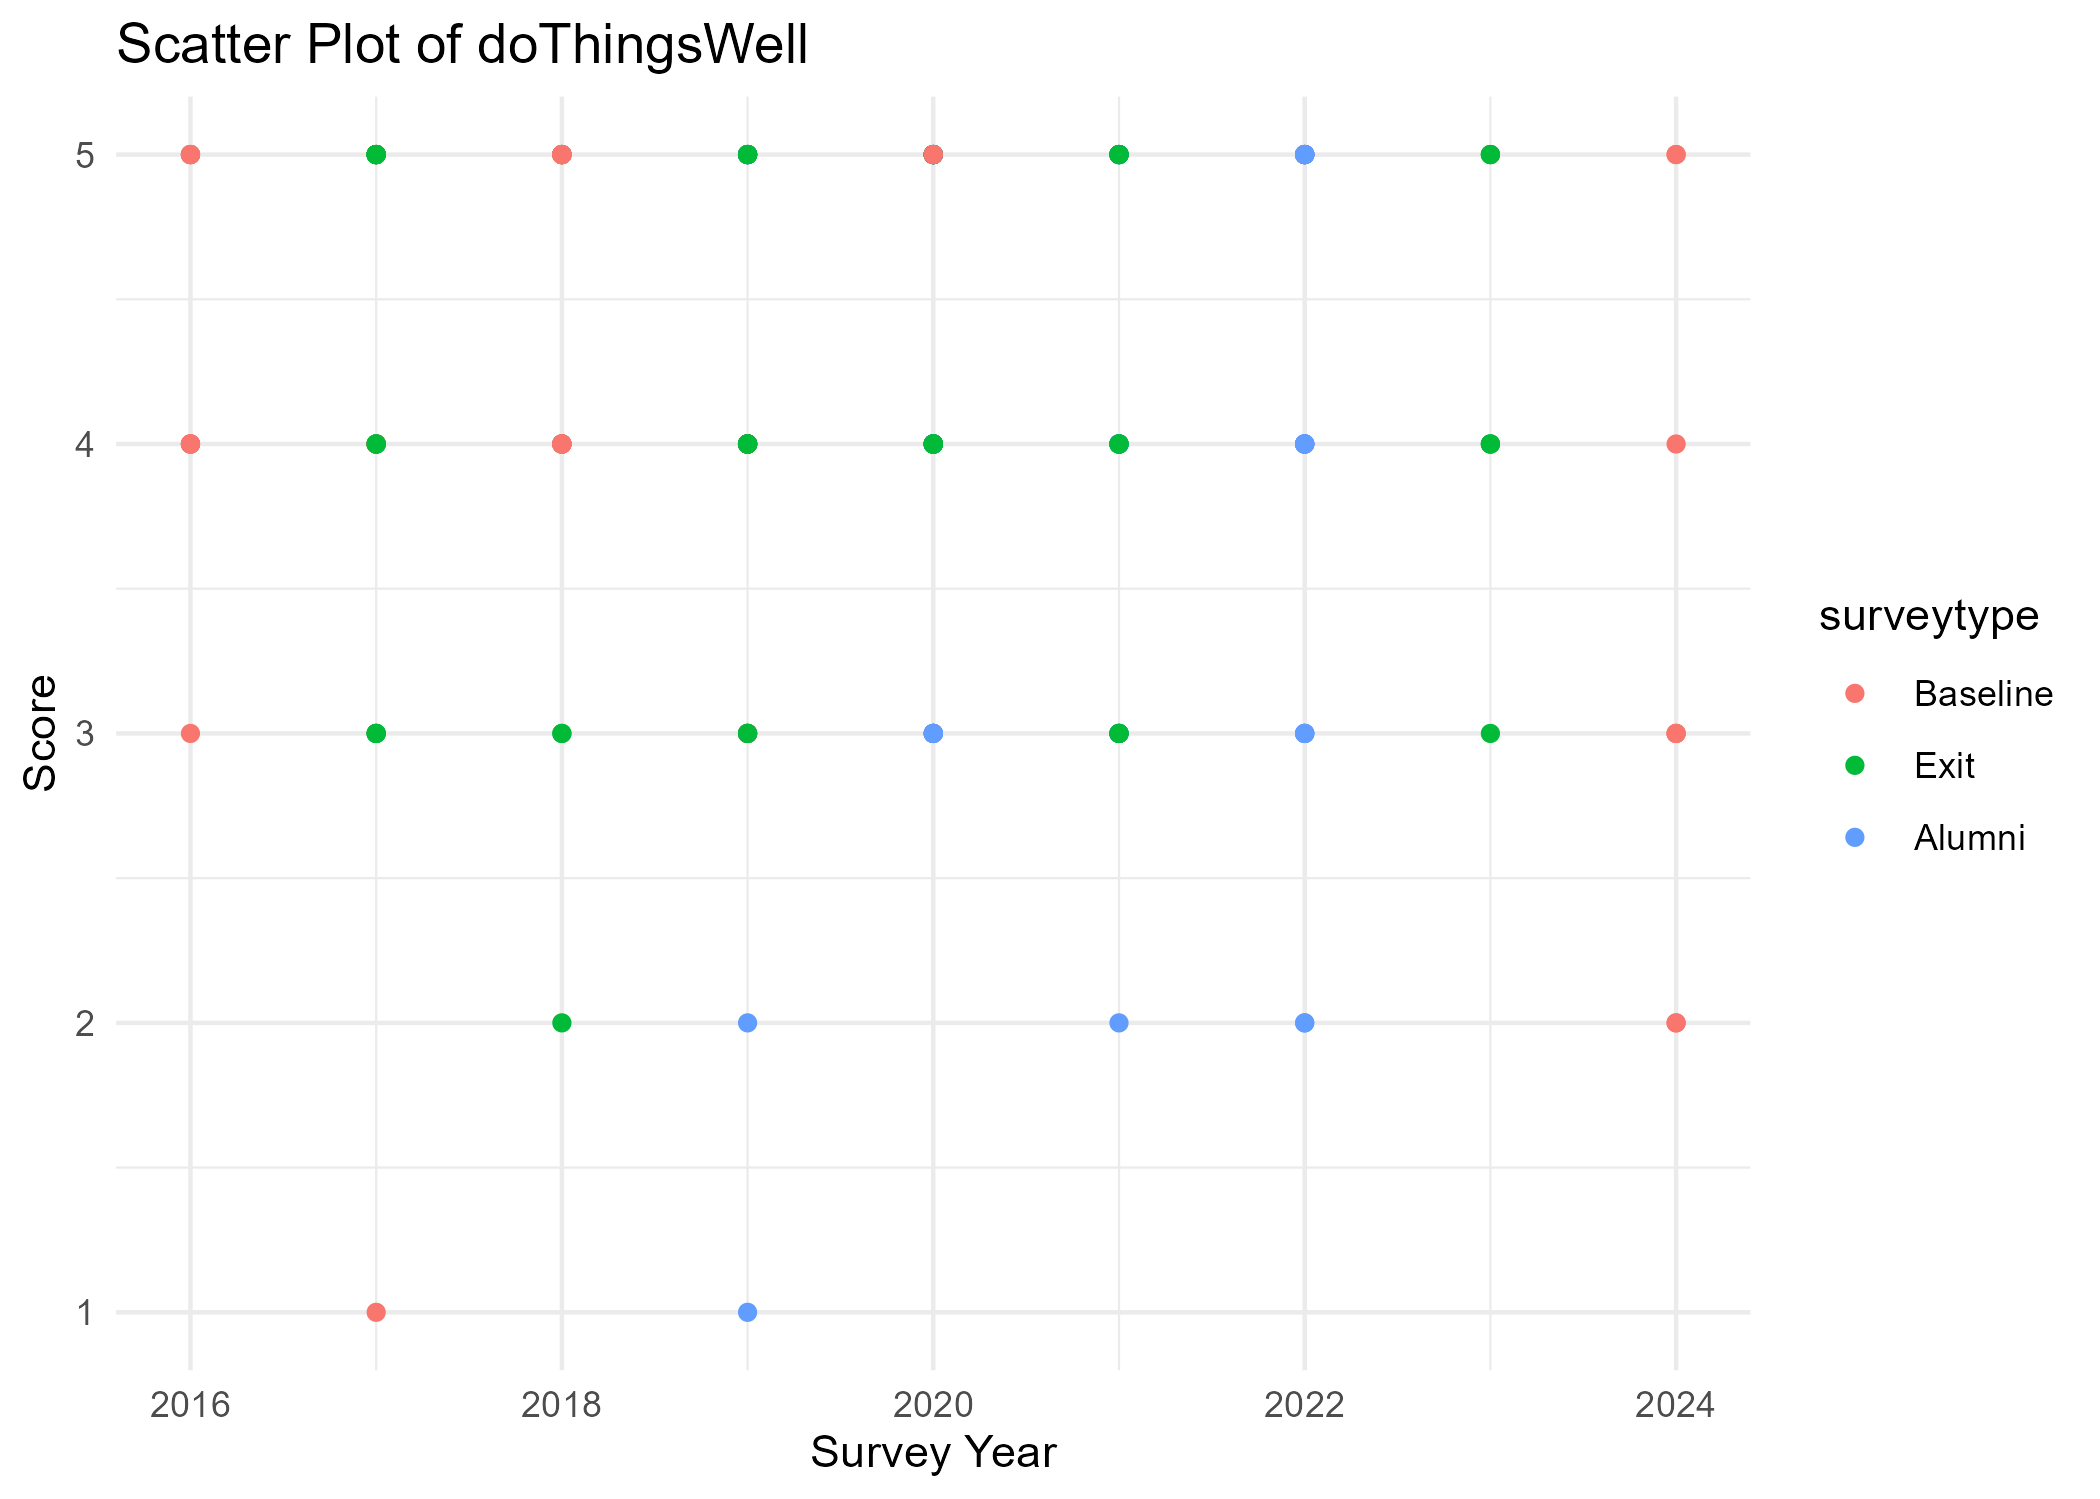 Scatter Plot of doThingsWell
5
4
3
2
1
Score
2016 2018 2020 2022 2024
Survey Year
surveytype
Baseline
Exit
Alumni